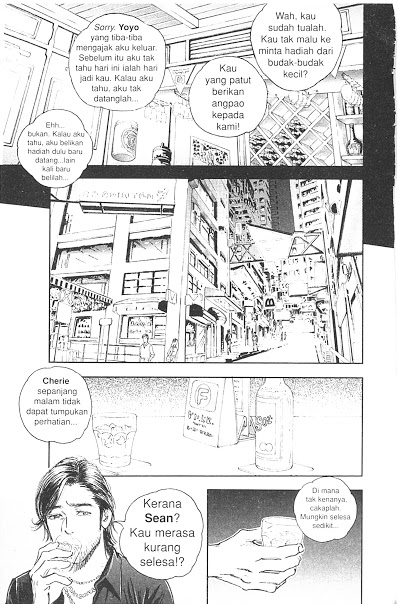 Wah, kau
sudah tualah.
Kau tak malu ke
minta hadiah dari
budak-budak
kecil?
Kau
yang patut
berikan
angpao
kepada
kami!
Sorry. Yoyo
yang tiba-tiba
mengajak aku keluar.
Sebelum itu aku tak
tahu hari ini ialah hari
jadi kau. Kalau aku
tahu, aku tak
datanglah...
Ehh...
bukan. Kalau aku
tahu, aku belikan
hadiah dulu baru
datang...lain
kali baru
belilah...
Cherie
sepanjang
malam tidak
dapat tumpukan
perhatian...
Di mana
tak kenanya,
cakaplah.
Mungkin selesa
sedikit...
Kerana
Sean?
Kau merasa
kurang
selesa!?